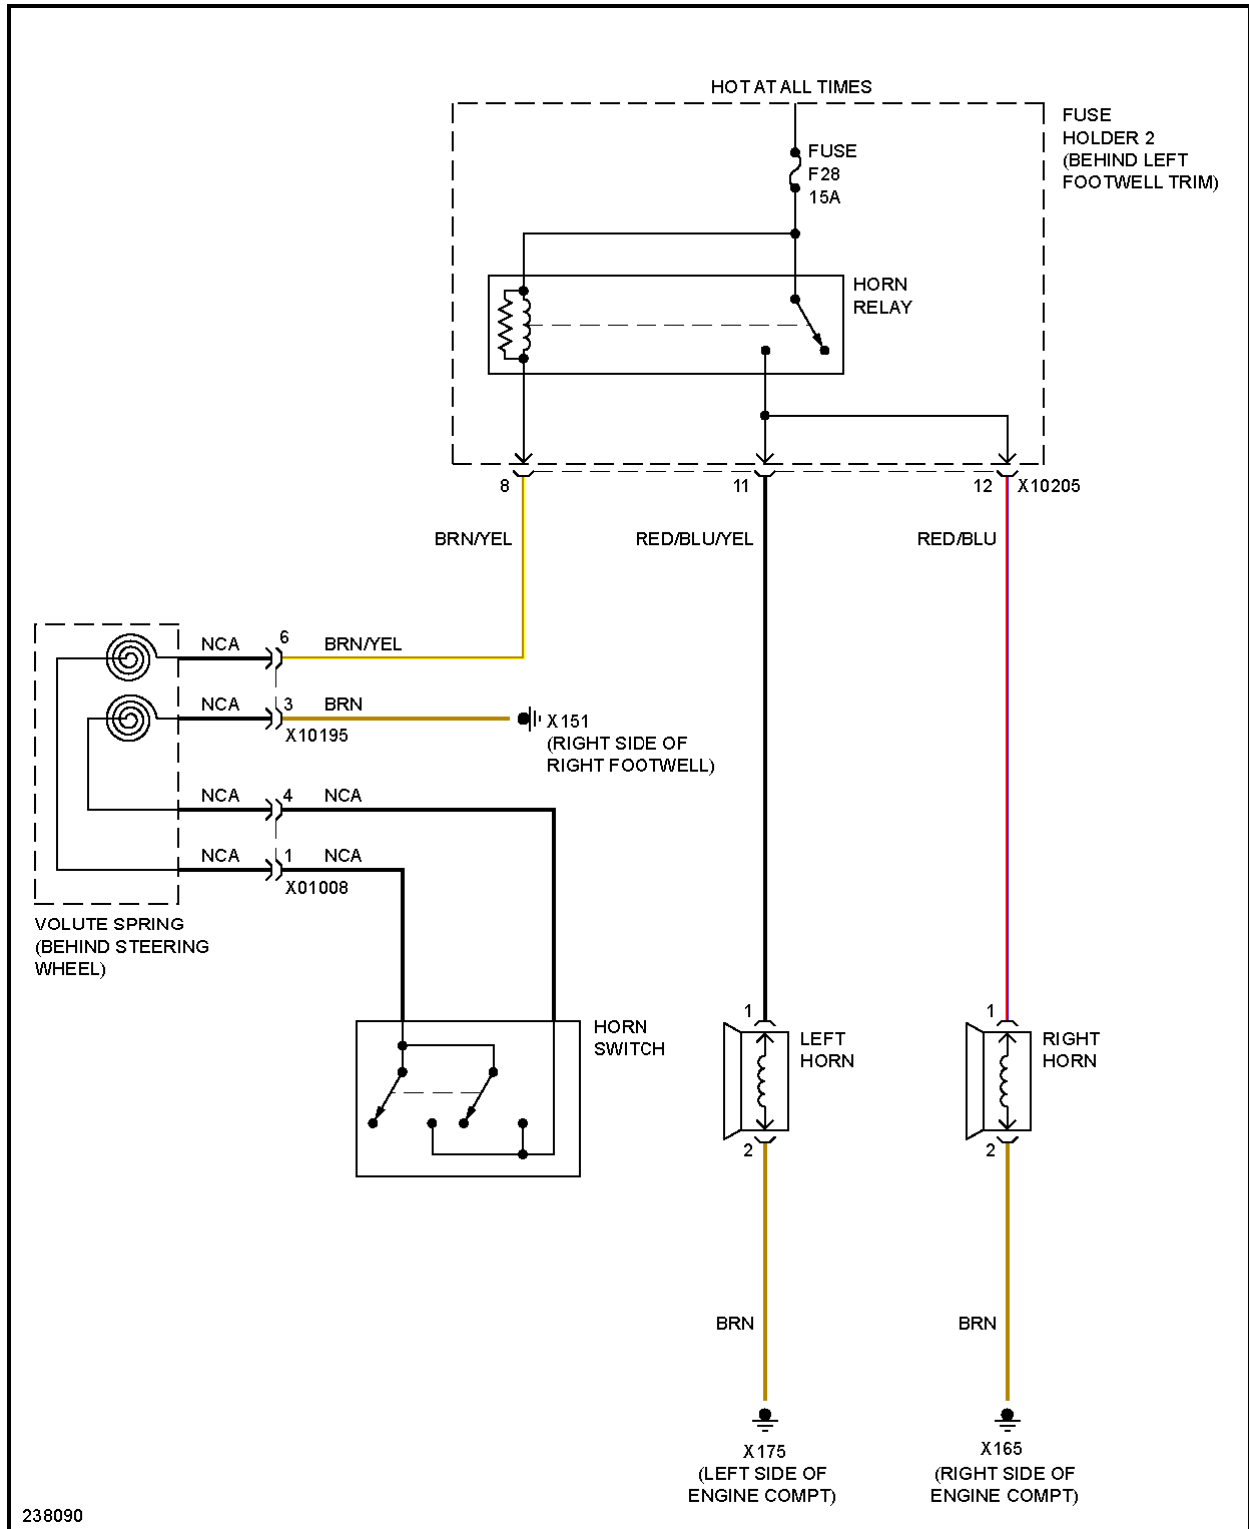 HOT AT ALL TIMES
FUSE
HOLDER 2
(BEHIND LEFT
FOOTWELL TRIM)
FUSE
F28
15A
HORN
RELAY
8
11
12
X10205
BRN/YEL
RED/BLU/YEL
RED/BLU
NCA
6
BRN/YEL
NCA
3
BRN
X10195
X151
(RIGHT SIDE OF
RIGHT FOOTWELL)
NCA
4
NCA
NCA
1
NCA
X01008
VOLUTE SPRING
(BEHIND STEERING
WHEEL)
HORN
SWITCH
1
LEFT
HORN
2
1
RIGHT
HORN
2
BRN
BRN
X175
(LEFT SIDE OF
ENGINE COMPT)
X165
(RIGHT SIDE OF
ENGINE COMPT)
238090